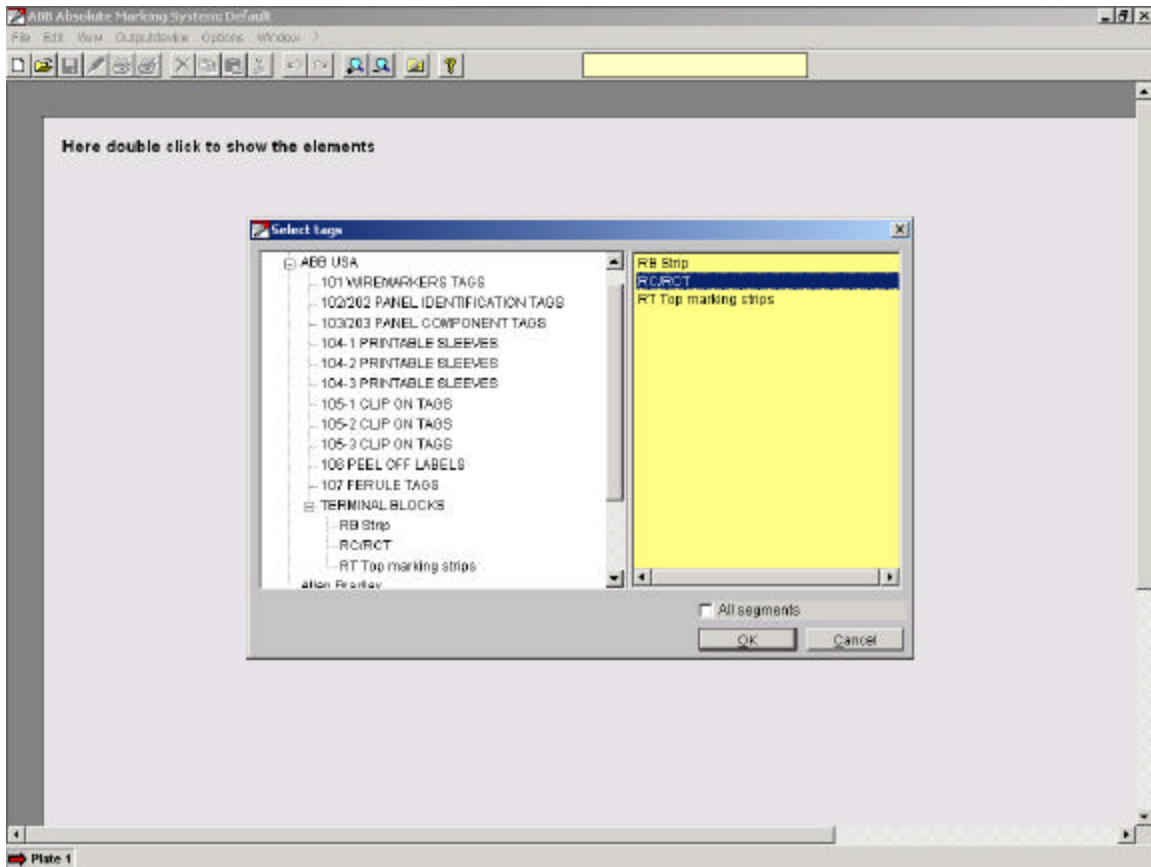 ABB Absolute Marking System: Default
File Edit View Outputdevice Options Window ?
Here double click to show the elements
Select tags
ABB USA
101 WIREMARKERS TAGS
102/202 PANEL IDENTIFICATION TAGS
103/203 PANEL COMPONENT TAGS
104-1 PRINTABLE SLEEVES
104-2 PRINTABLE SLEEVES
104-3 PRINTABLE SLEEVES
105-1 CLIP ON TAGS
105-2 CLIP ON TAGS
105-3 CLIP ON TAGS
106 PEEL OFF LABELS
107 FERULE TAGS
TERMINAL BLOCKS
RB Strip
RC/RCT
RT Top marking strips
Allen Bradley
RB Strip
RC/RCT
RT Top marking strips
All segments
OK
Cancel
Plate 1